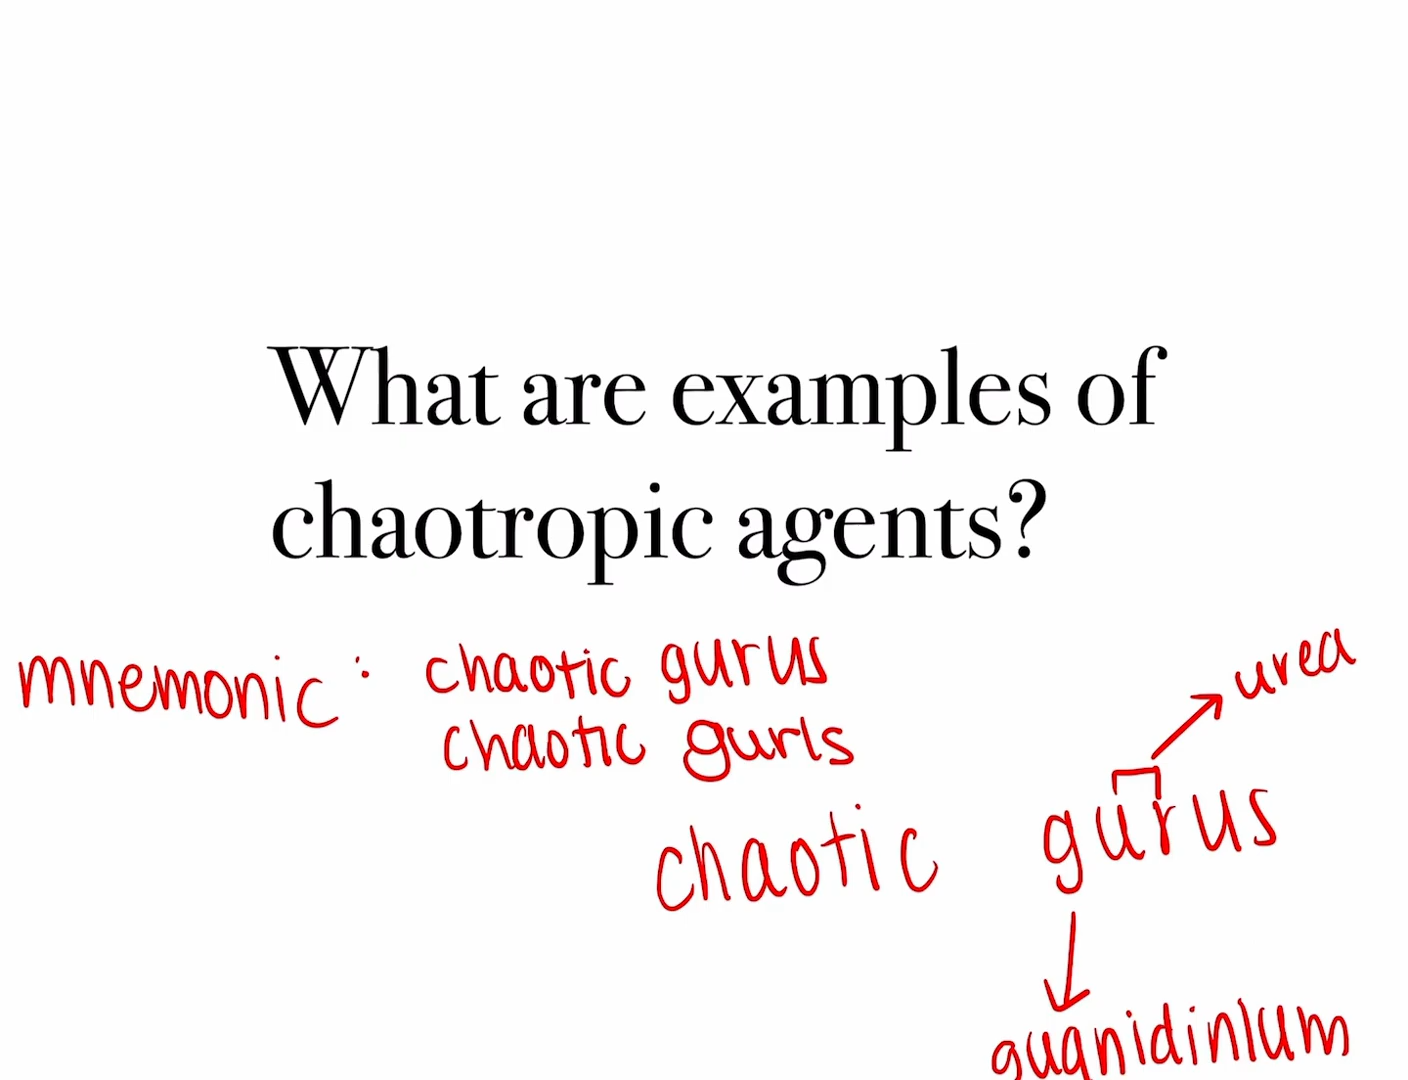 What are examples of
chaotropic agents?
mnemonic: chaotic gurus
chaotic gurls
urea
chaotic gurus
guanidinium